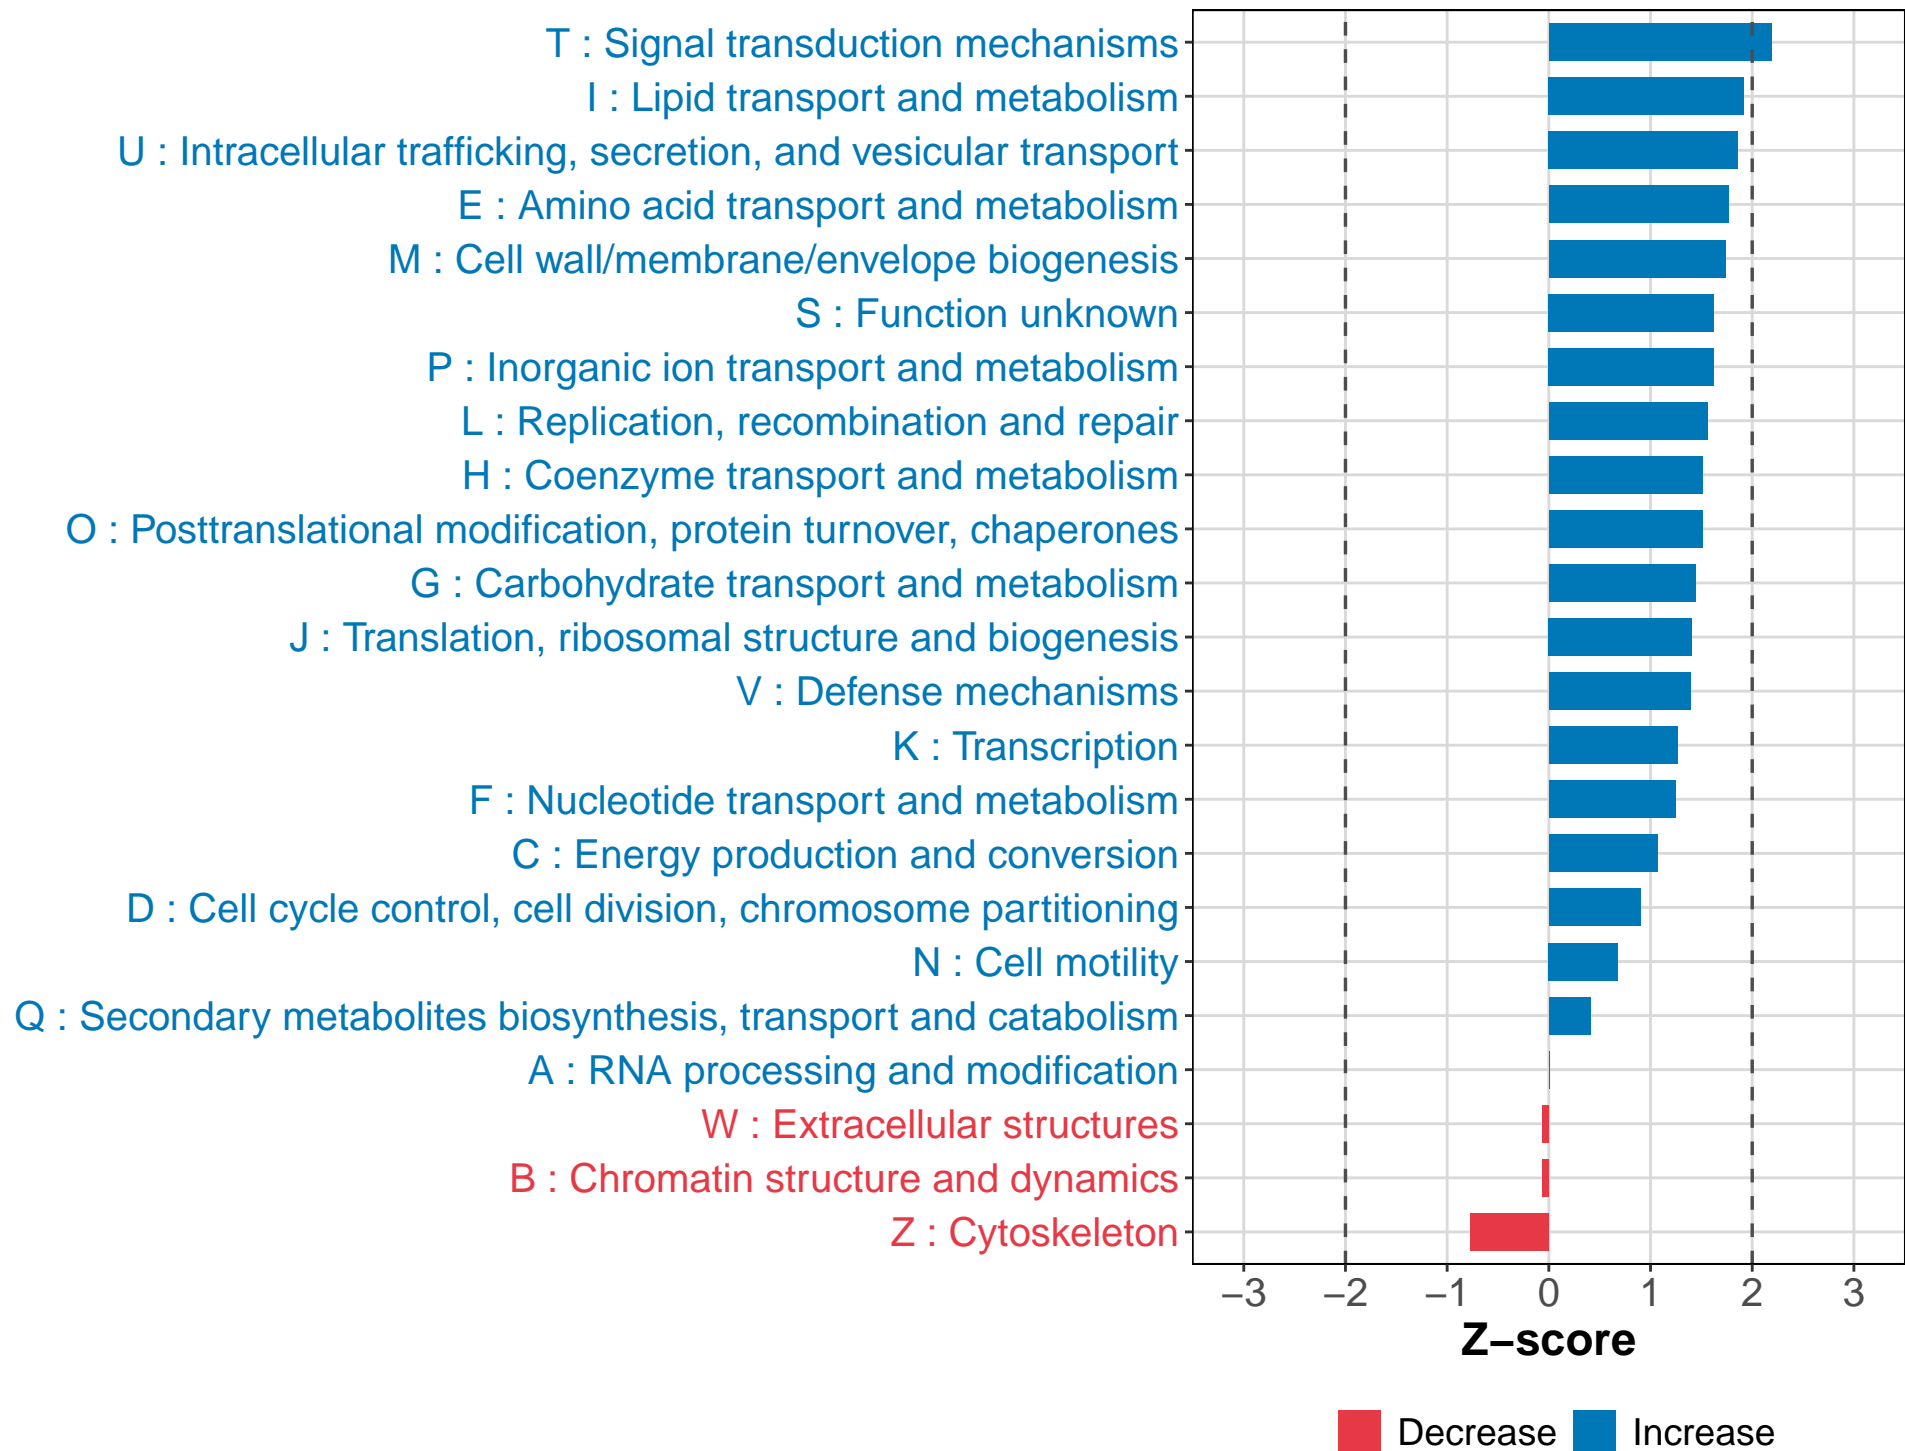 T : Signal transduction mechanisms
I : Lipid transport and metabolism
U : Intracellular trafficking, secretion, and vesicular transport
E : Amino acid transport and metabolism
M : Cell wall/membrane/envelope biogenesis
S : Function unknown
P : Inorganic ion transport and metabolism
L : Replication, recombination and repair
H : Coenzyme transport and metabolism
O : Posttranslational modification, protein turnover, chaperones
G : Carbohydrate transport and metabolism
J : Translation, ribosomal structure and biogenesis
V : Defense mechanisms
K : Transcription
F : Nucleotide transport and metabolism
C : Energy production and conversion
D : Cell cycle control, cell division, chromosome partitioning
N : Cell motility
Q : Secondary metabolites biosynthesis, transport and catabolism
A : RNA processing and modification
W : Extracellular structures
B : Chromatin structure and dynamics
Z : Cytoskeleton
−3 −2 −1 0 1 2 3
Z−score
Decrease Increase